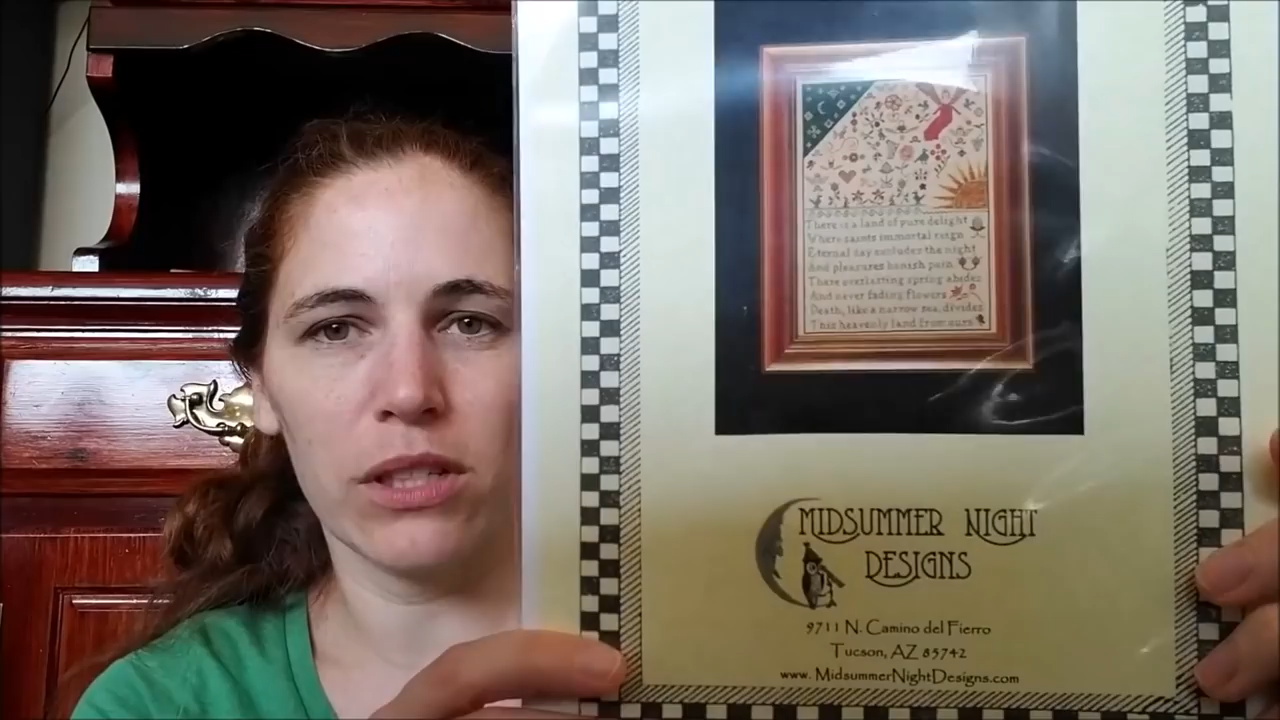 There is a land of pure delight
Where saints immortal reign
Eternal day excludes the night
And pleasures banish pain
There everlasting spring abides
And never fading flowers
Death, like a narrow sea, divides
This heavenly land from ours
MIDSUMMER NIGHT
DESIGNS
9711 N. Camino del Fierro
Tucson, AZ 85742
www.MidsummerNightDesigns.com